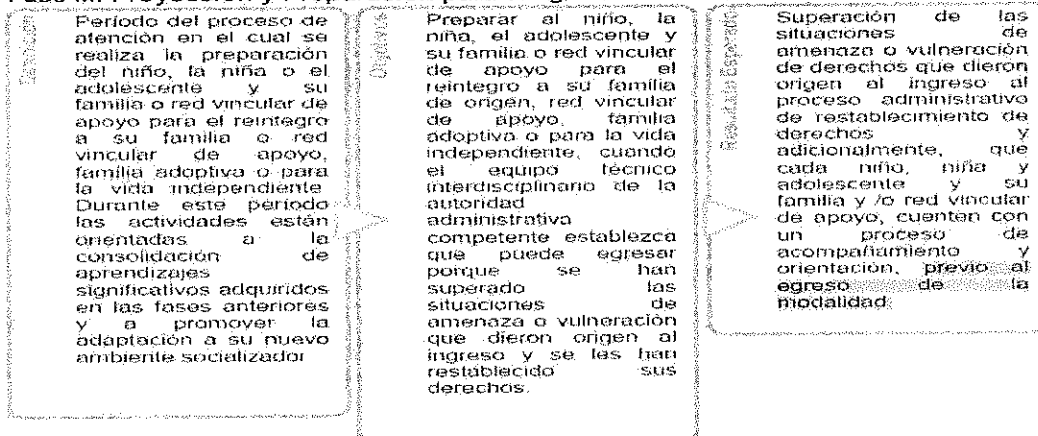 Período del proceso de
atención en el cual se
realiza la preparación
del niño, la niña o el
adolescente y su
familia o red vincular de
apoyo para el reintegro
a su familia o red
vincular de apoyo,
familia adoptiva o para
la vida independiente
Durante este período
las actividades están
orientadas a la
consolidación de
aprendizajes
significativos adquiridos
en las fases anteriores
y a promover la
adaptación a su nuevo
ambiente socializador
Objetivo
Preparar al niño, la
niña, el adolescente y
su familia o red vincular
de apoyo para el
reintegro a su familia
de origen, red vincular
de apoyo, familia
adoptiva o para la vida
independiente, cuando
el equipo técnico
interdisciplinario de la
autoridad
administrativa
competente establezca
que puede egresar
porque se han
superado las
situaciones de
amenaza o vulneración
que dieron origen al
ingreso y se les han
restablecido sus
derechos.
Resultado Esperado
Superación de las
situaciones de
amenaza o vulneración
de derechos que dieron
origen al ingreso al
proceso administrativo
de restablecimiento de
derechos y
adicionalmente, que
cada niño, niña y
adolescente y su
familia y /o red vincular
de apoyo, cuenten con
un proceso de
acompañamiento y
orientación, previo al
egreso de la
modalidad